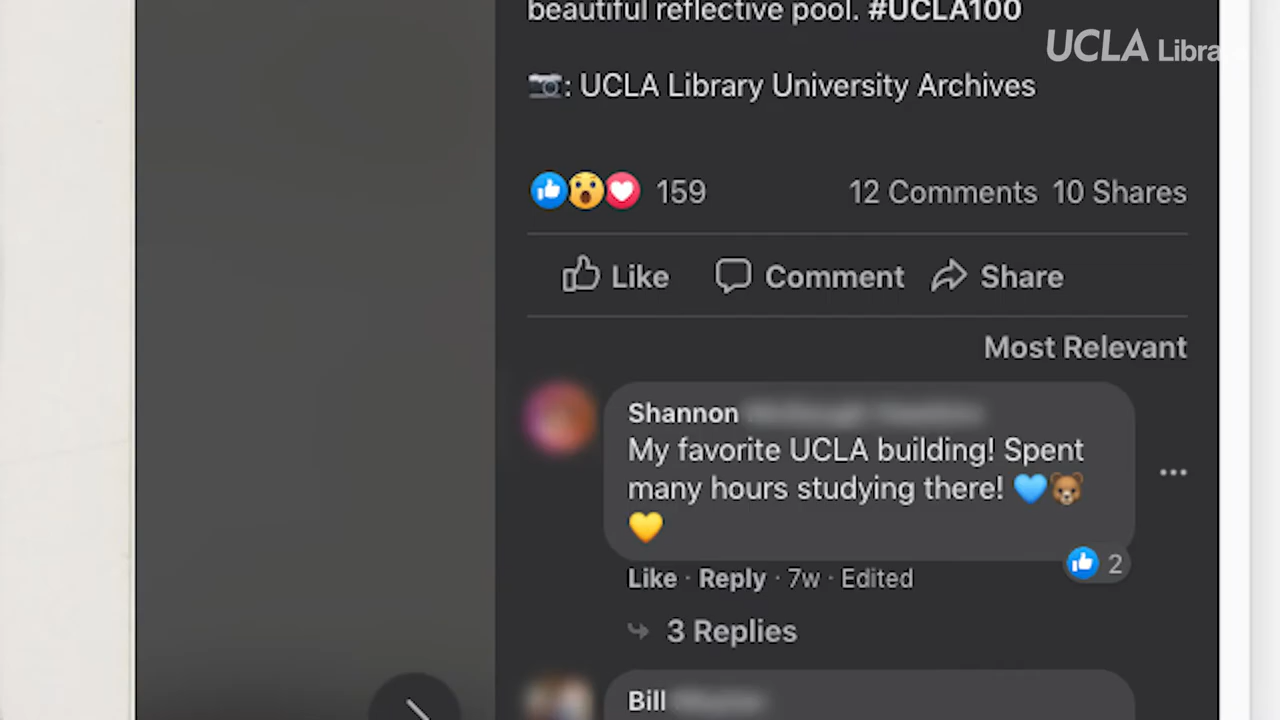 beautiful reflective pool. #UCLA100
UCLA Library
📷: UCLA Library University Archives
159
12 Comments 10 Shares
Like Comment Share
Most Relevant
Shannon
My favorite UCLA building! Spent
many hours studying there! 💙🐻
💛
2
Like · Reply · 7w · Edited
3 Replies
Bill